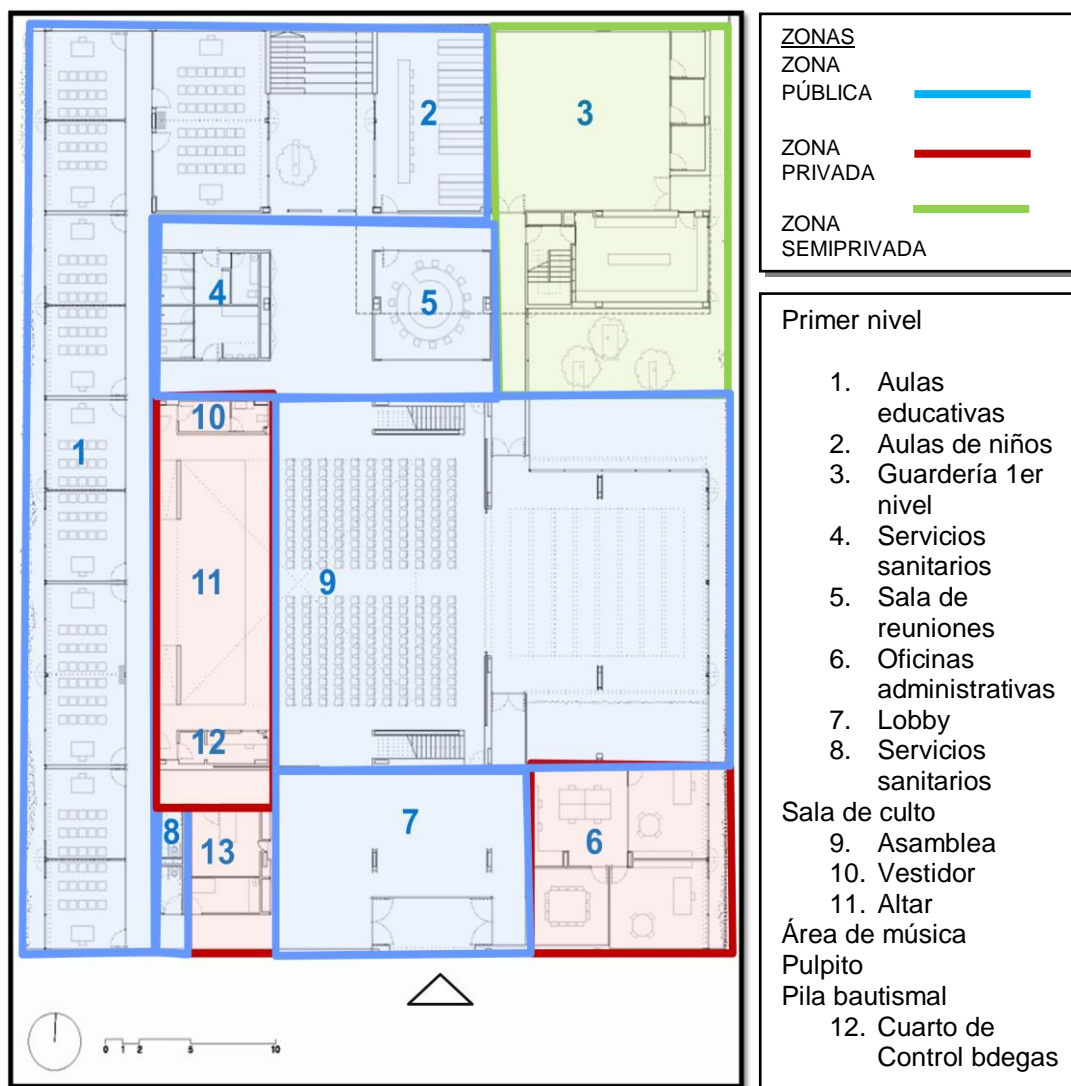 2
3
4
5
10
1
11
9
12
8
13
7
6
0 1 2 5 10
ZONAS
ZONA
PÚBLICA
ZONA
PRIVADA
ZONA
SEMIPRIVADA
Primer nivel
1. Aulas
educativas
2. Aulas de niños
3. Guardería 1er
nivel
4. Servicios
sanitarios
5. Sala de
reuniones
6. Oficinas
administrativas
7. Lobby
8. Servicios
sanitarios
Sala de culto
9. Asamblea
10. Vestidor
11. Altar
Área de música
Pulpito
Pila bautismal
12. Cuarto de
Control bdegas